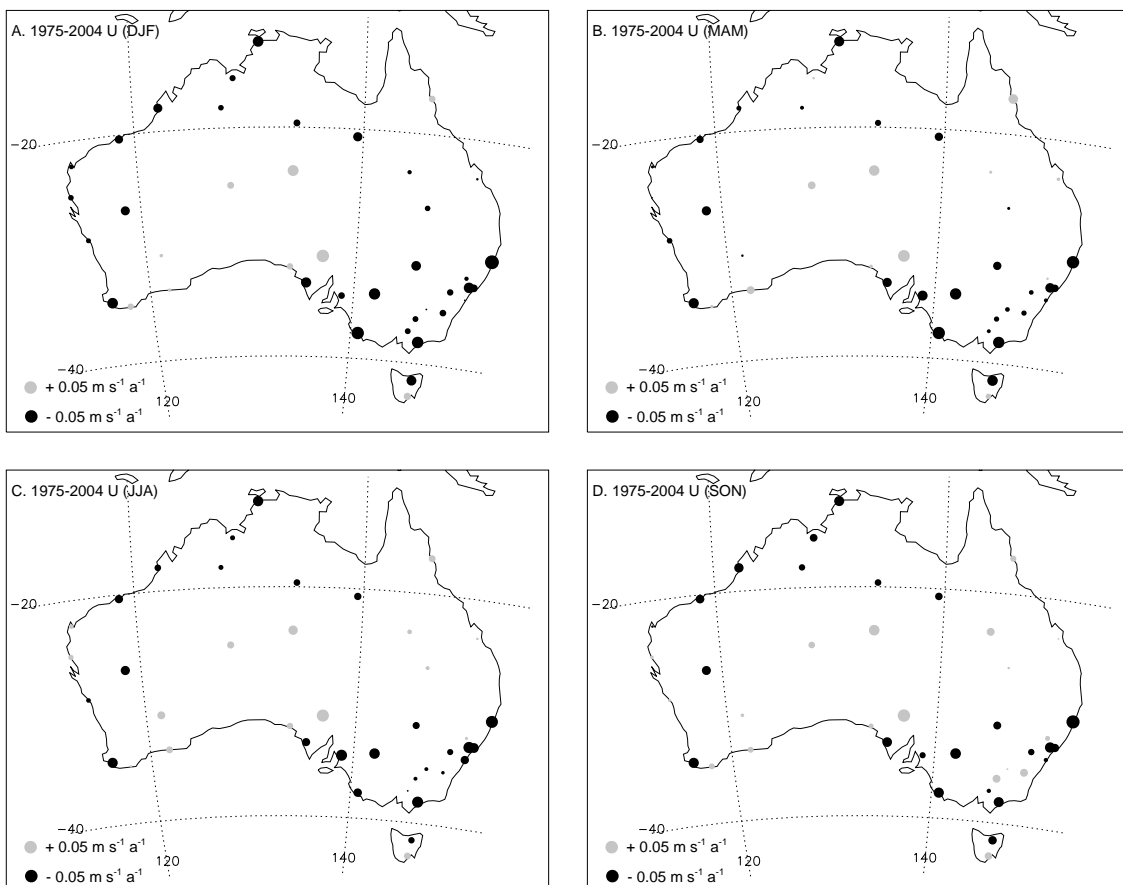 A. 1975-2004 U (DJF)
−20
−40
+ 0.05 m s⁻¹ a⁻¹
- 0.05 m s⁻¹ a⁻¹
120
140
B. 1975-2004 U (MAM)
−20
−40
+ 0.05 m s⁻¹ a⁻¹
- 0.05 m s⁻¹ a⁻¹
120
140
C. 1975-2004 U (JJA)
−20
−40
+ 0.05 m s⁻¹ a⁻¹
- 0.05 m s⁻¹ a⁻¹
120
140
D. 1975-2004 U (SON)
−20
−40
+ 0.05 m s⁻¹ a⁻¹
- 0.05 m s⁻¹ a⁻¹
120
140